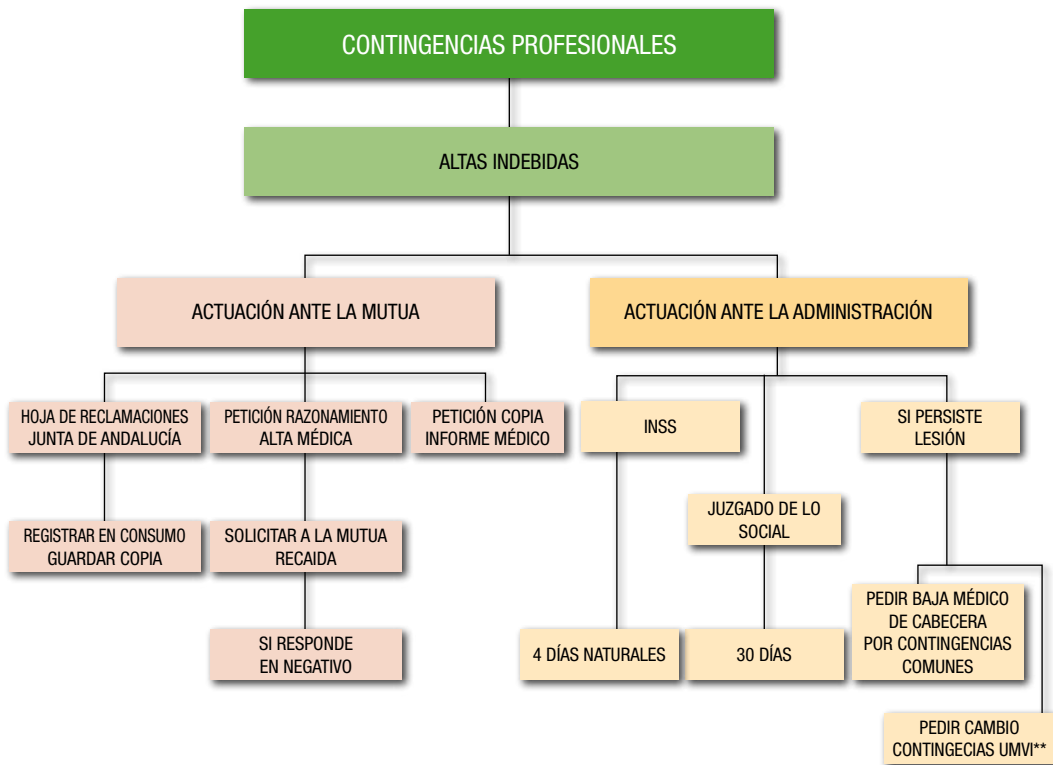 CONTINGENCIAS PROFESIONALES
ALTAS INDEBIDAS
ACTUACIÓN ANTE LA MUTUA
ACTUACIÓN ANTE LA ADMINISTRACIÓN
HOJA DE RECLAMACIONES
JUNTA DE ANDALUCÍA
PETICIÓN RAZONAMIENTO
ALTA MÉDICA
PETICIÓN COPIA
INFORME MÉDICO
INSS
SI PERSISTE
LESIÓN
REGISTRAR EN CONSUMO
GUARDAR COPIA
SOLICITAR A LA MUTUA
RECAIDA
JUZGADO DE LO
SOCIAL
SI RESPONDE
EN NEGATIVO
4 DÍAS NATURALES
30 DÍAS
PEDIR BAJA MÉDICO
DE CABECERA
POR CONTINGENCIAS
COMUNES
PEDIR CAMBIO
CONTINGECIAS UMVI**